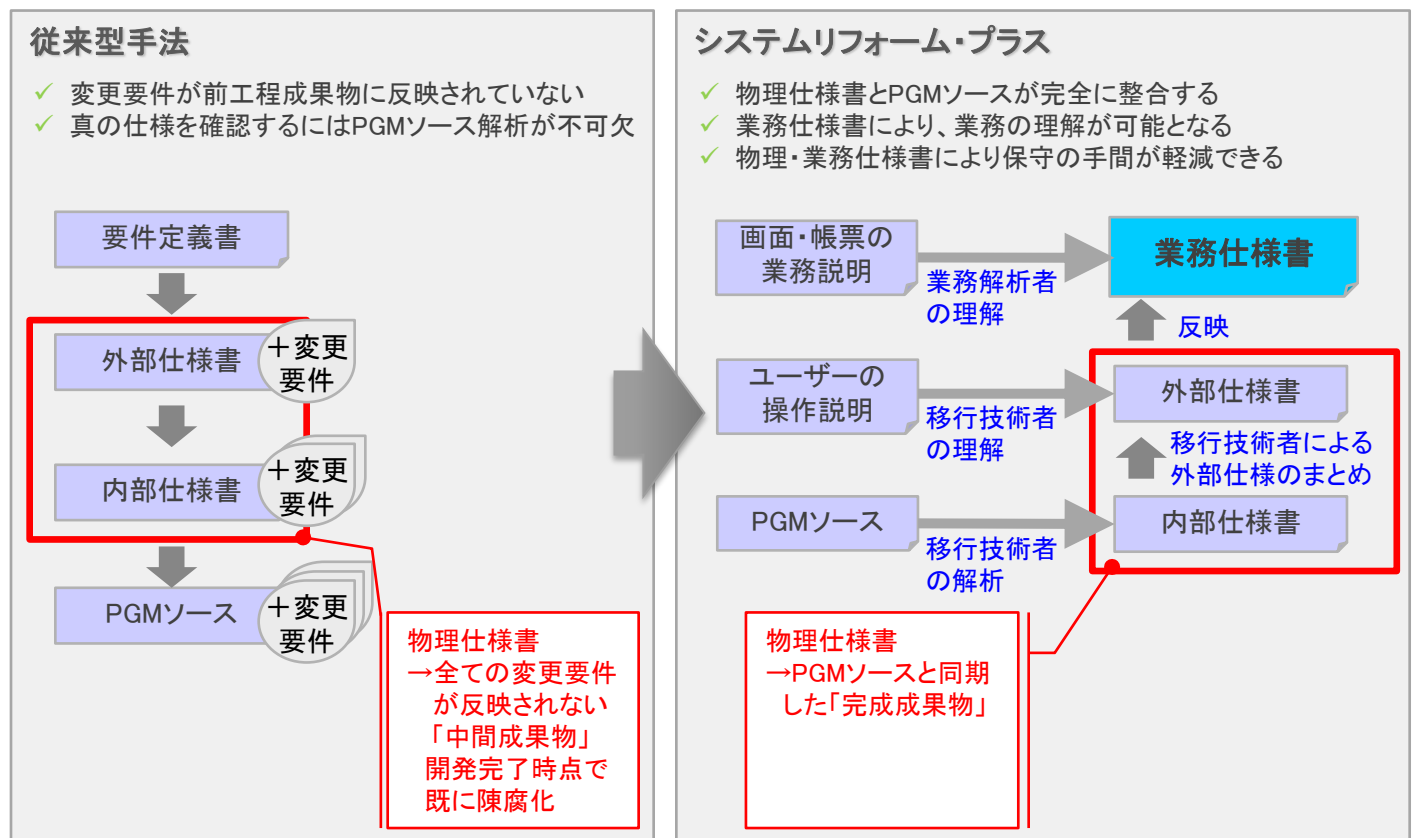 従来型手法
✓ 変更要件が前工程成果物に反映されていない
✓ 真の仕様を確認するにはPGMソース解析が不可欠
要件定義書
外部仕様書
＋変更
要件
内部仕様書
＋変更
要件
PGMソース
＋変更
要件
物理仕様書
→全ての変更要件
が反映されない
「中間成果物」
開発完了時点で
既に陳腐化
システムリフォーム・プラス
✓ 物理仕様書とPGMソースが完全に整合する
✓ 業務仕様書により、業務の理解が可能となる
✓ 物理・業務仕様書により保守の手間が軽減できる
画面・帳票の
業務説明
業務解析者
の理解
業務仕様書
反映
ユーザーの
操作説明
移行技術者
の理解
外部仕様書
移行技術者による
外部仕様のまとめ
PGMソース
移行技術者
の解析
内部仕様書
物理仕様書
→PGMソースと同期
した「完成成果物」